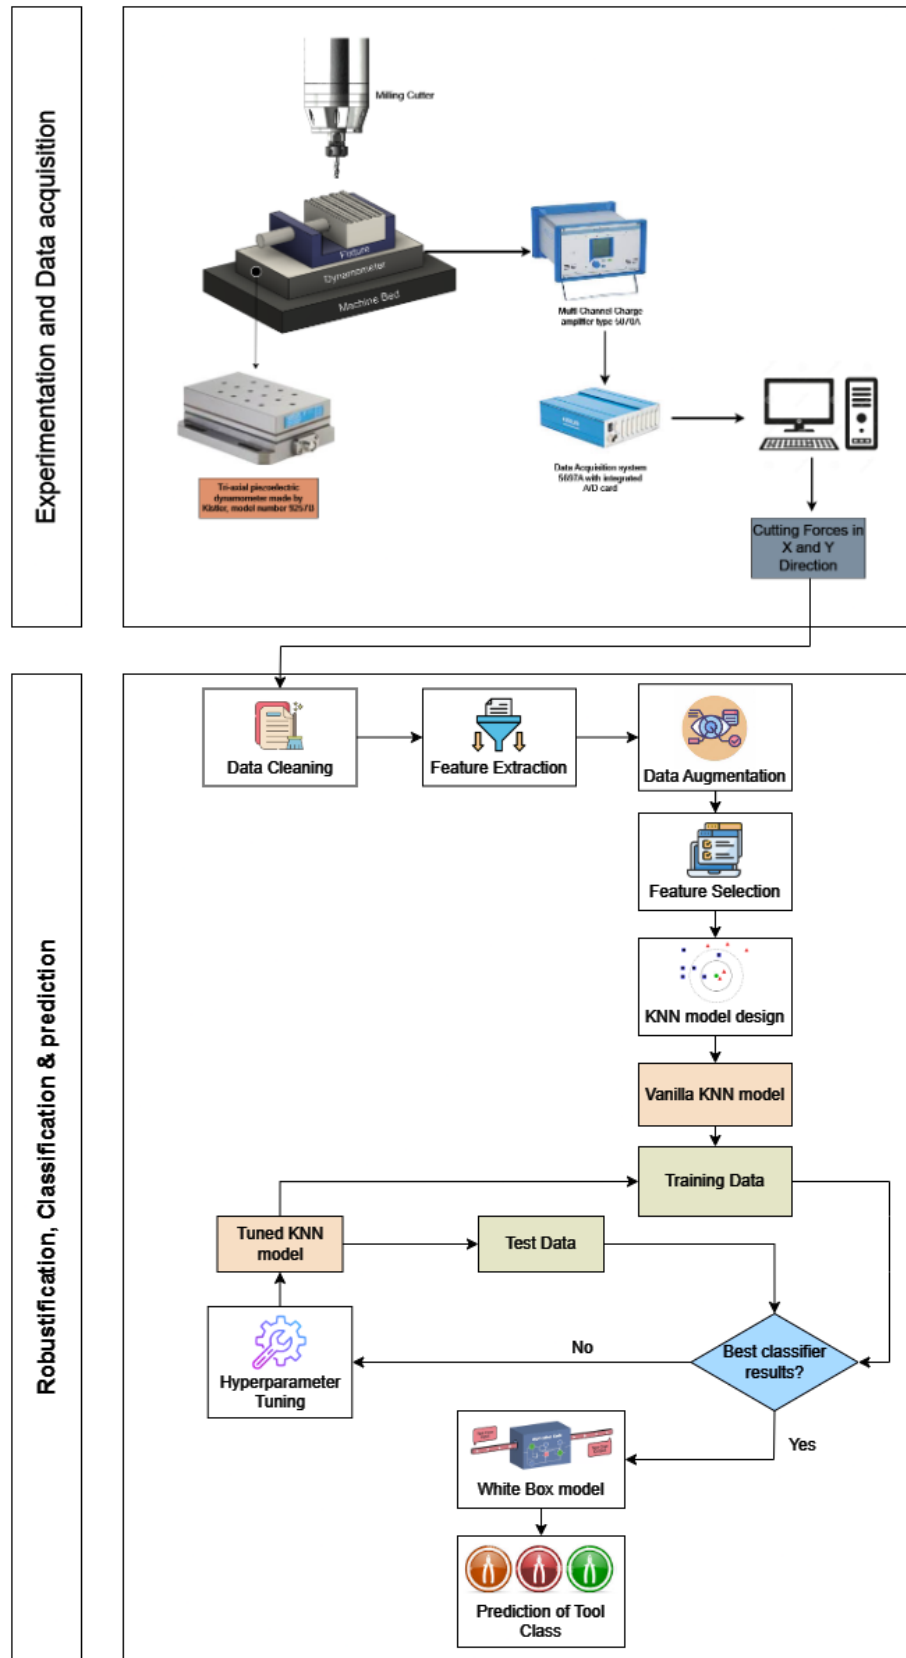 Experimentation and Data acquisition
Milling Cutter
Fixture
Dynamometer
Machine Bed
Multi Channel Charge
amplifier type 5070A
Tri-axial piezoelectric
dynamometer made by
Kistler, model number 9257B
Data Acquisition system
5697A with integrated
A/D card
Cutting Forces in
X and Y
Direction
Robustification, Classification & prediction
Data Cleaning
Feature Extraction
Data Augmentation
Feature Selection
KNN model design
Vanilla KNN model
Training Data
Tuned KNN
model
Test Data
Best classifier
results?
No
Hyperparameter
Tuning
Yes
White Box model
Prediction of Tool
Class